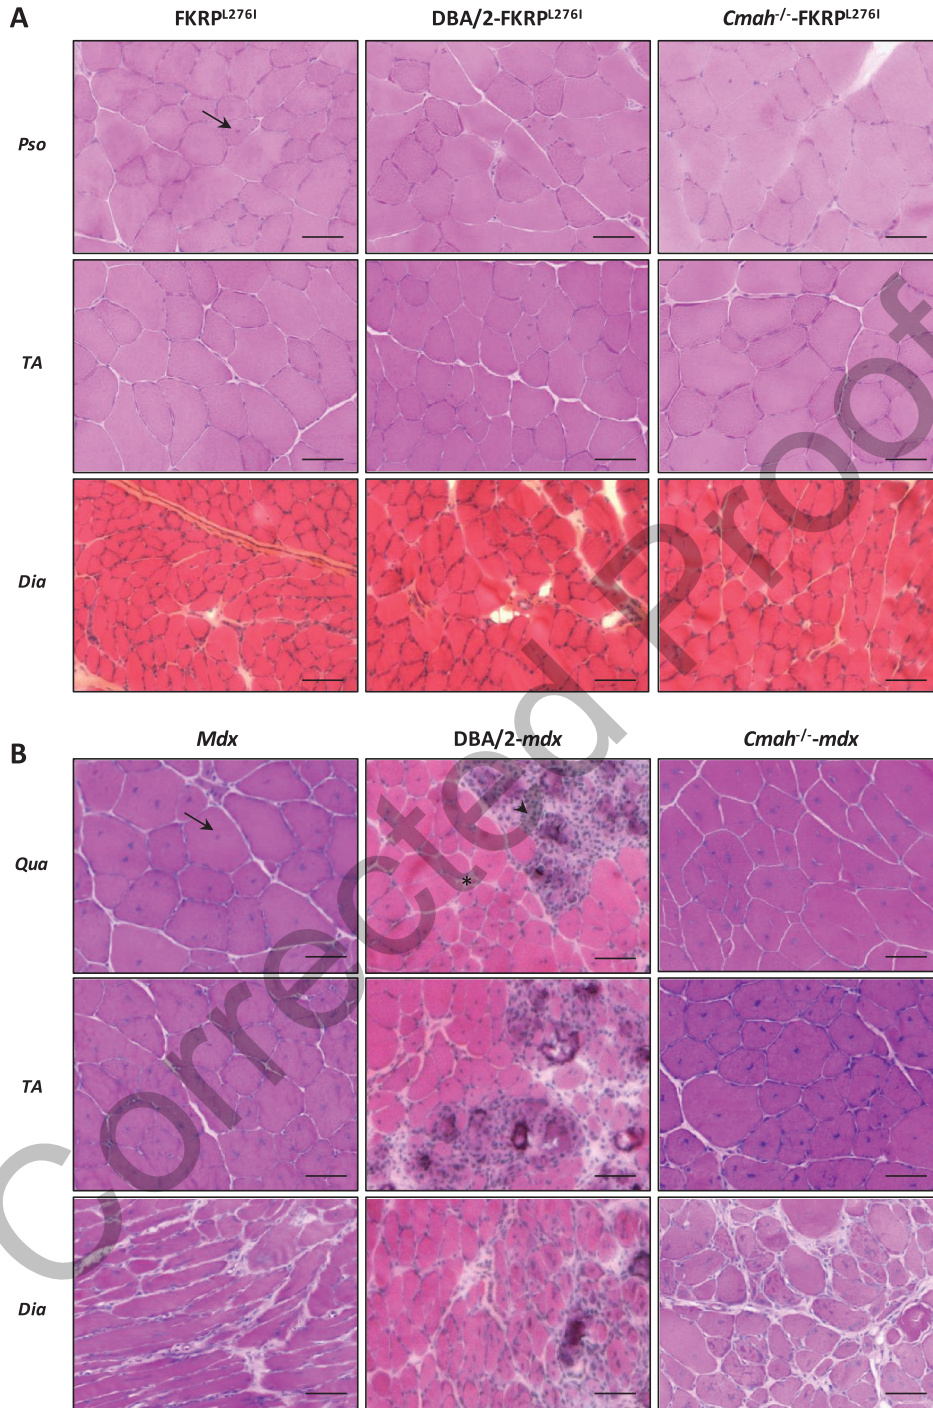 A
FKRPL276I
DBA/2-FKRPL276I
Cmah-/--FKRPL276I
Pso
TA
Dia
B
Mdx
DBA/2-mdx
Cmah-/--mdx
Qua
*
TA
Dia
Corrected Proof